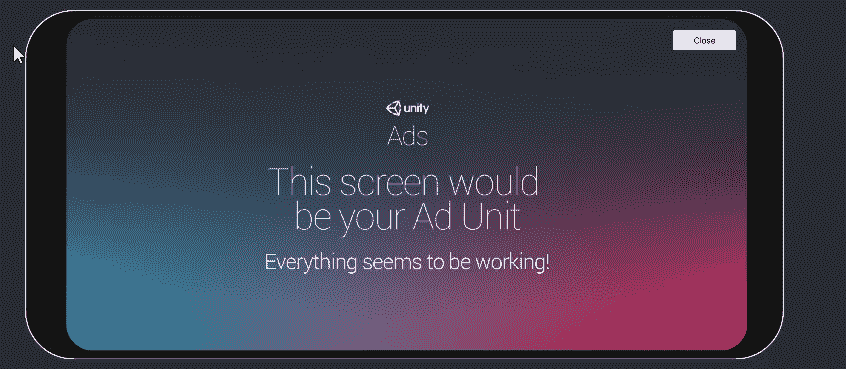 Close
unity
Ads
This screen would
be your Ad Unit
Everything seems to be working!